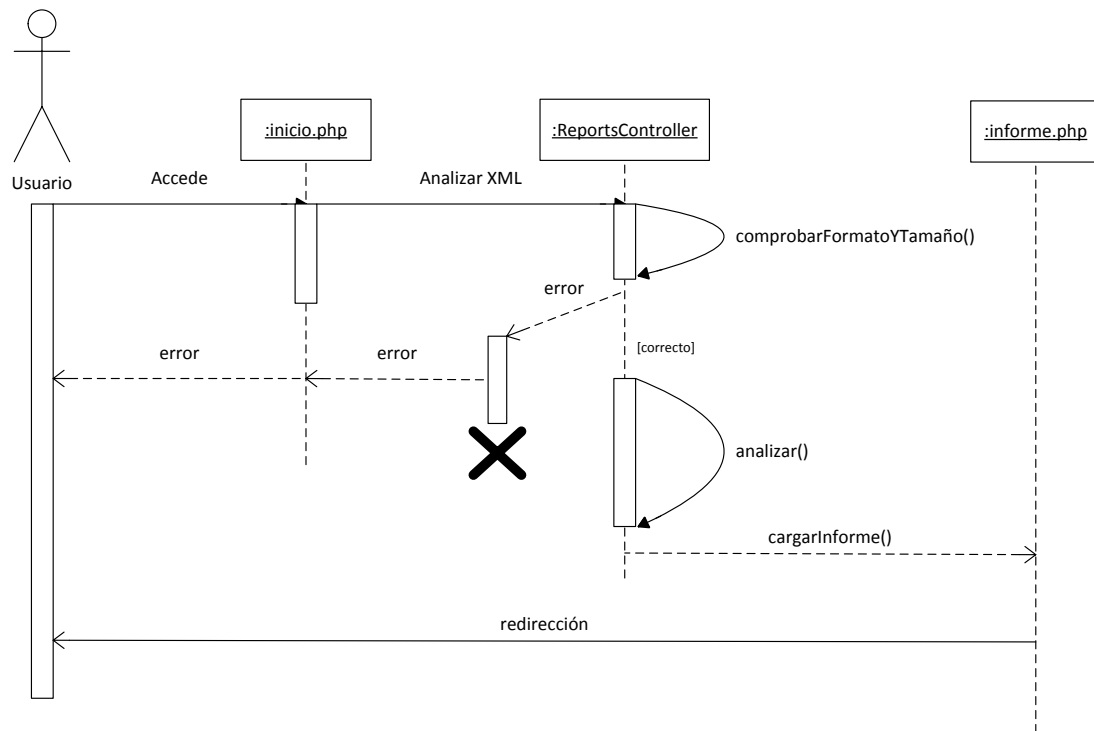 :inicio.php
:ReportsController
:informe.php
Usuario
Accede
Analizar XML
comprobarFormatoYTamaño()
error
[correcto]
error
error
analizar()
cargarInforme()
redirección